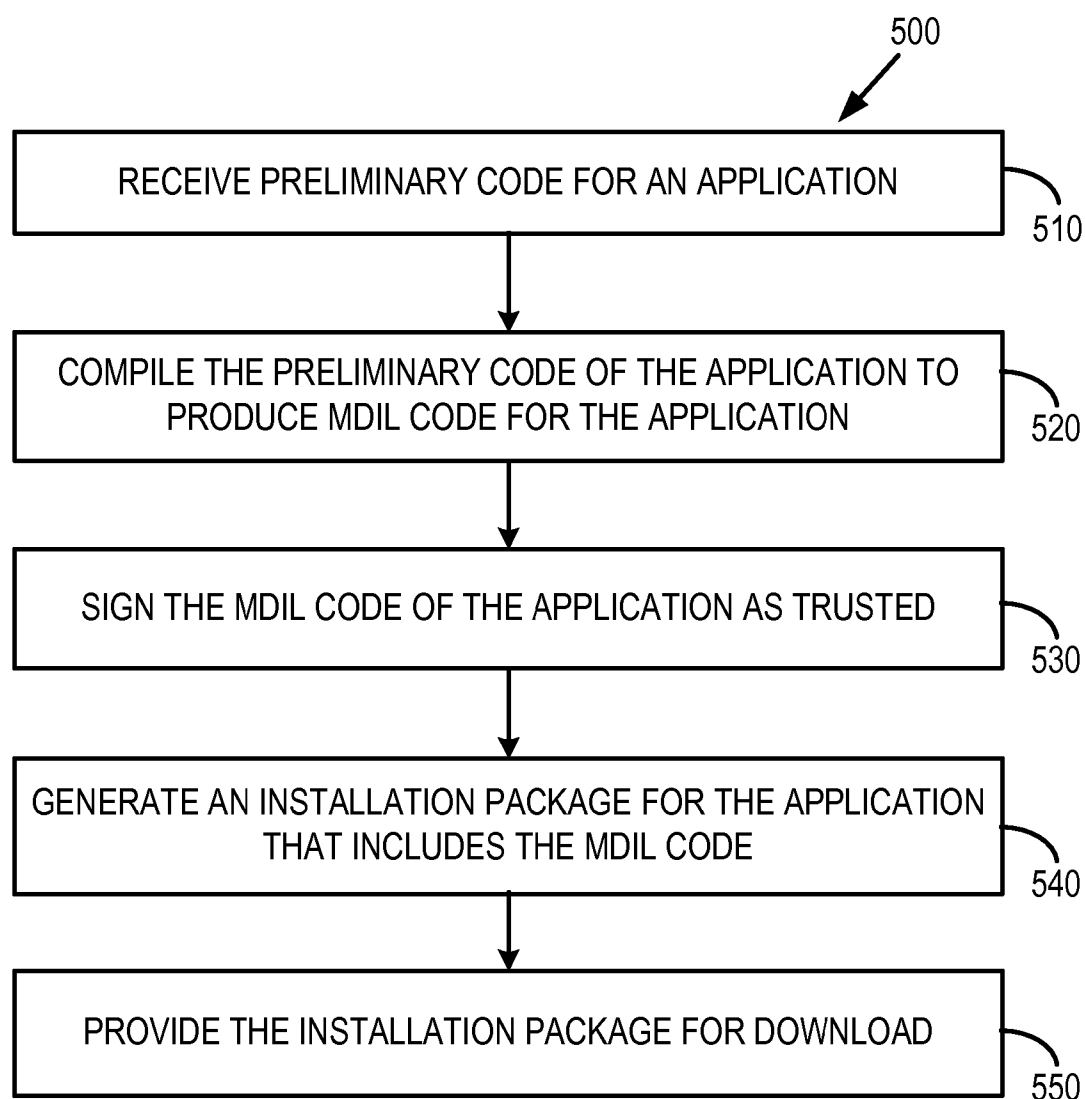 500
RECEIVE PRELIMINARY CODE FOR AN APPLICATION
510
COMPILE THE PRELIMINARY CODE OF THE APPLICATION TO
PRODUCE MDIL CODE FOR THE APPLICATION
520
SIGN THE MDIL CODE OF THE APPLICATION AS TRUSTED
530
GENERATE AN INSTALLATION PACKAGE FOR THE APPLICATION
THAT INCLUDES THE MDIL CODE
540
PROVIDE THE INSTALLATION PACKAGE FOR DOWNLOAD
550